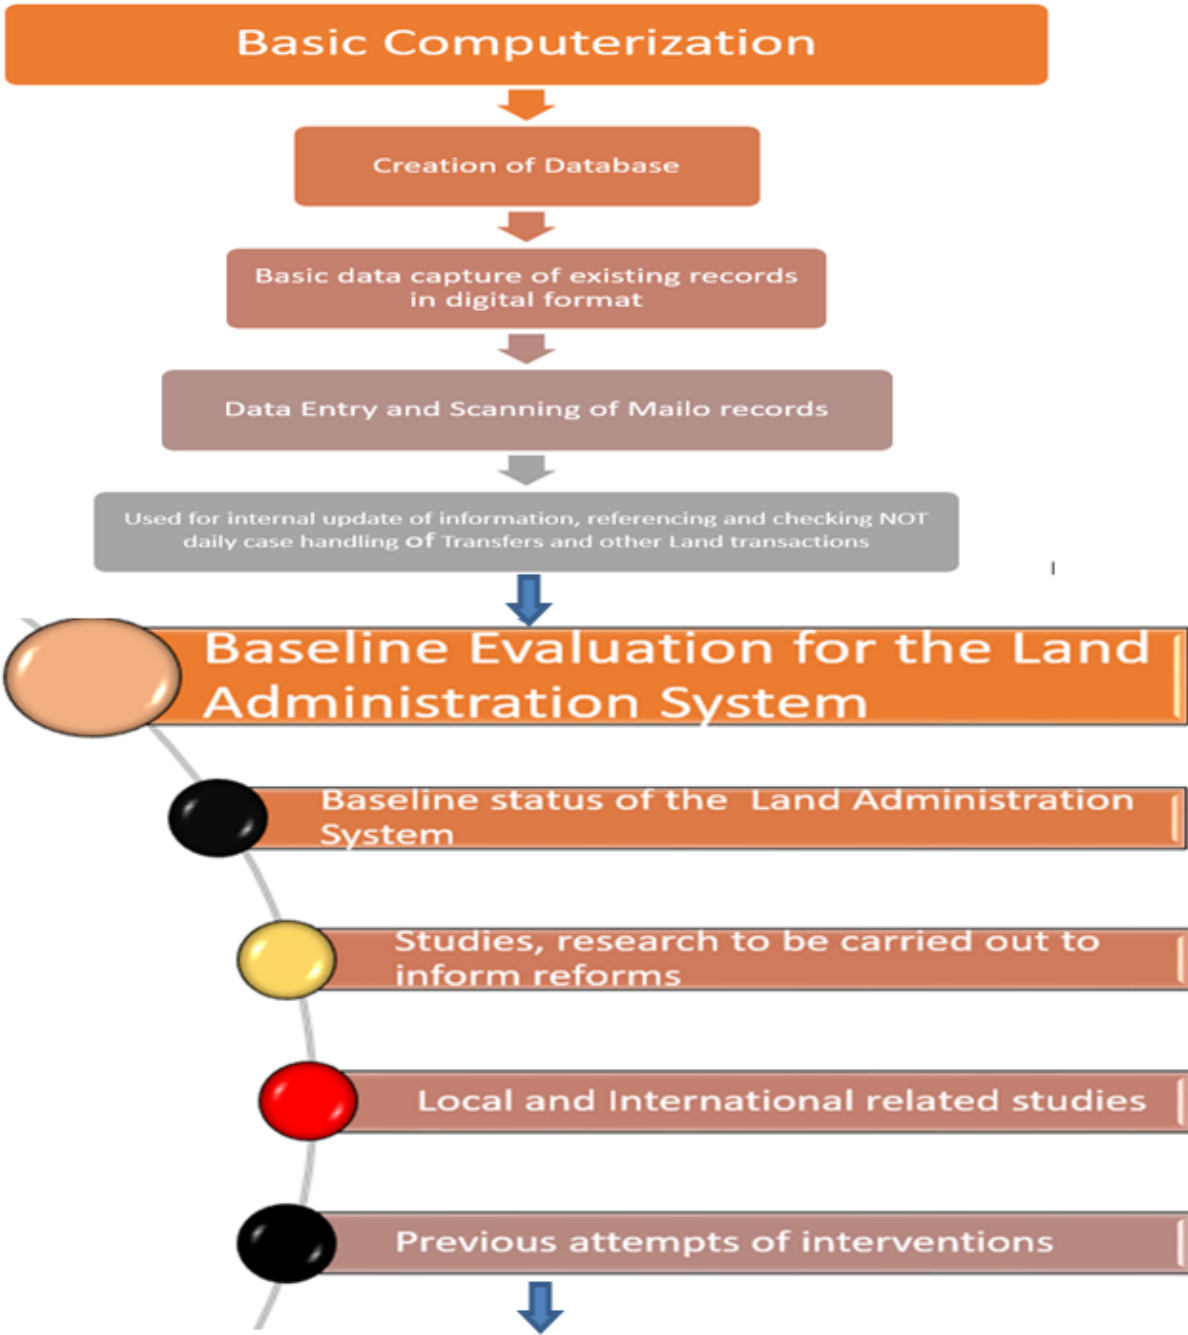 Basic Computerization
Creation of Database
Basic data capture of existing records
in digital format
Data Entry and Scanning of Mailo records
Used for internal update of information, referencing and checking NOT
daily case handling of Transfers and other Land transactions
Baseline Evaluation for the Land
Administration System
Baseline status of the Land Administration
System
Studies, research to be carried out to
inform reforms
Local and International related studies
Previous attempts of interventions